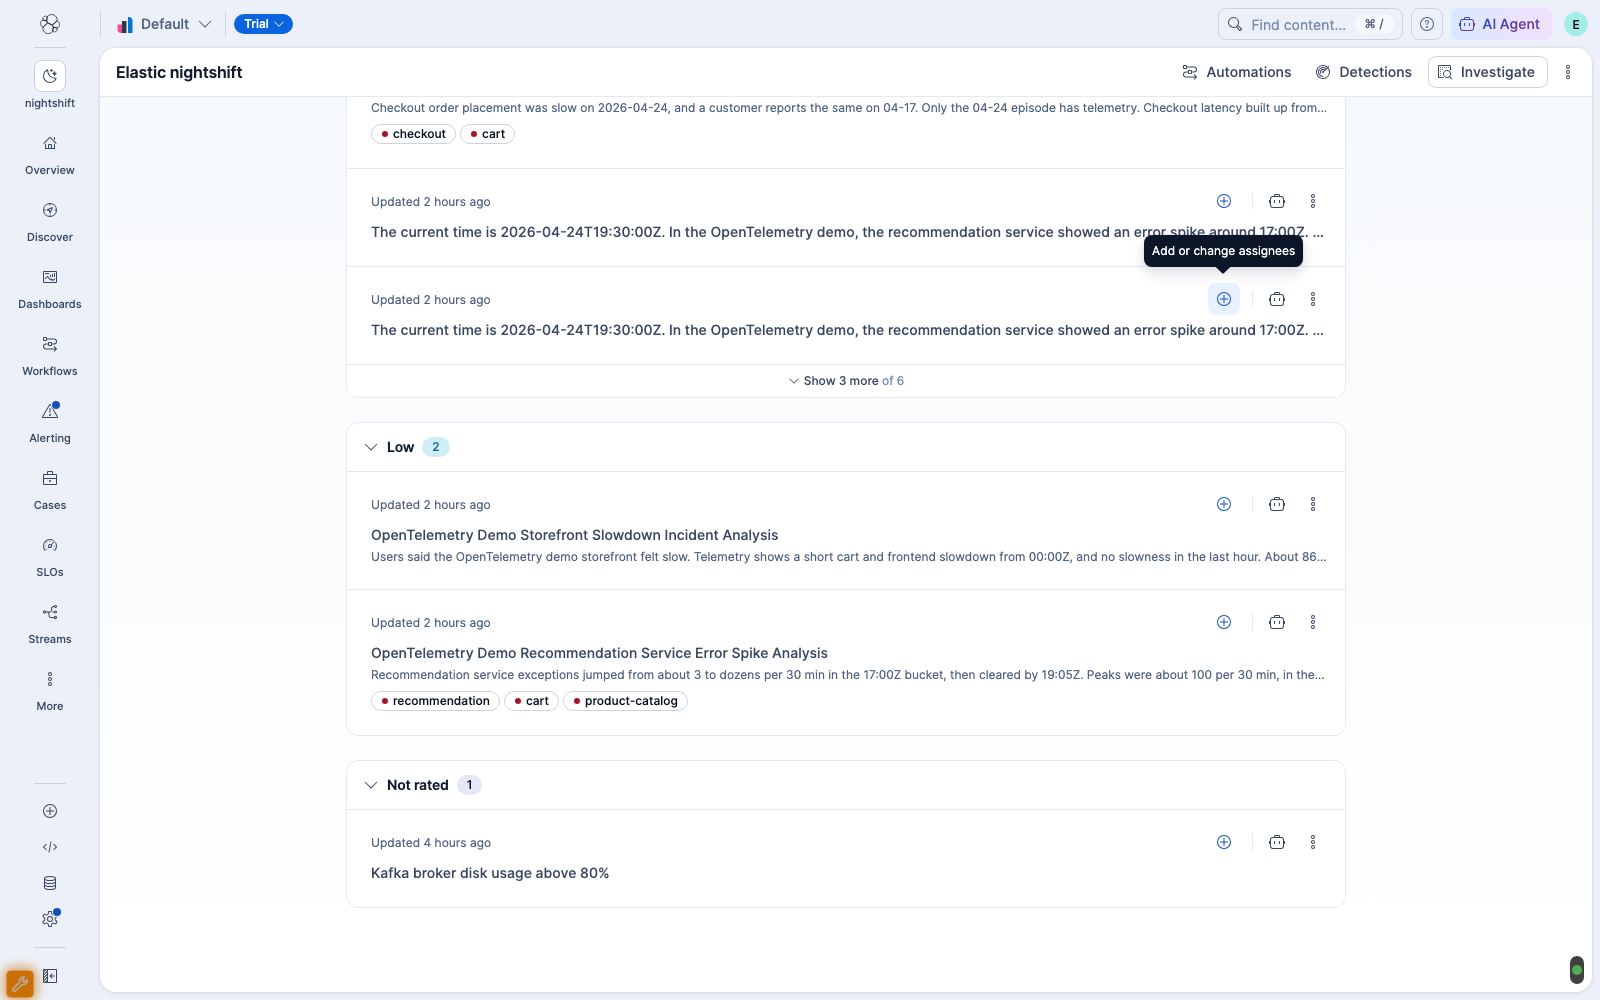 Default
Trial
Find content...
⌘ /
AI Agent
E
Elastic nightshift
Automations
Detections
Investigate
nightshift
Overview
Discover
Dashboards
Workflows
Alerting
Cases
SLOs
Streams
More
Checkout order placement was slow on 2026-04-24, and a customer reports the same on 04-17. Only the 04-24 episode has telemetry. Checkout latency built up from...
checkout
cart
Updated 2 hours ago
The current time is 2026-04-24T19:30:00Z. In the OpenTelemetry demo, the recommendation service showed an error spike around 17:00Z. ...
Add or change assignees
Updated 2 hours ago
The current time is 2026-04-24T19:30:00Z. In the OpenTelemetry demo, the recommendation service showed an error spike around 17:00Z. ...
Show 3 more of 6
Low 2
Updated 2 hours ago
OpenTelemetry Demo Storefront Slowdown Incident Analysis
Users said the OpenTelemetry demo storefront felt slow. Telemetry shows a short cart and frontend slowdown from 00:00Z, and no slowness in the last hour. About 86...
Updated 2 hours ago
OpenTelemetry Demo Recommendation Service Error Spike Analysis
Recommendation service exceptions jumped from about 3 to dozens per 30 min in the 17:00Z bucket, then cleared by 19:05Z. Peaks were about 100 per 30 min, in the...
recommendation
cart
product-catalog
Not rated 1
Updated 4 hours ago
Kafka broker disk usage above 80%